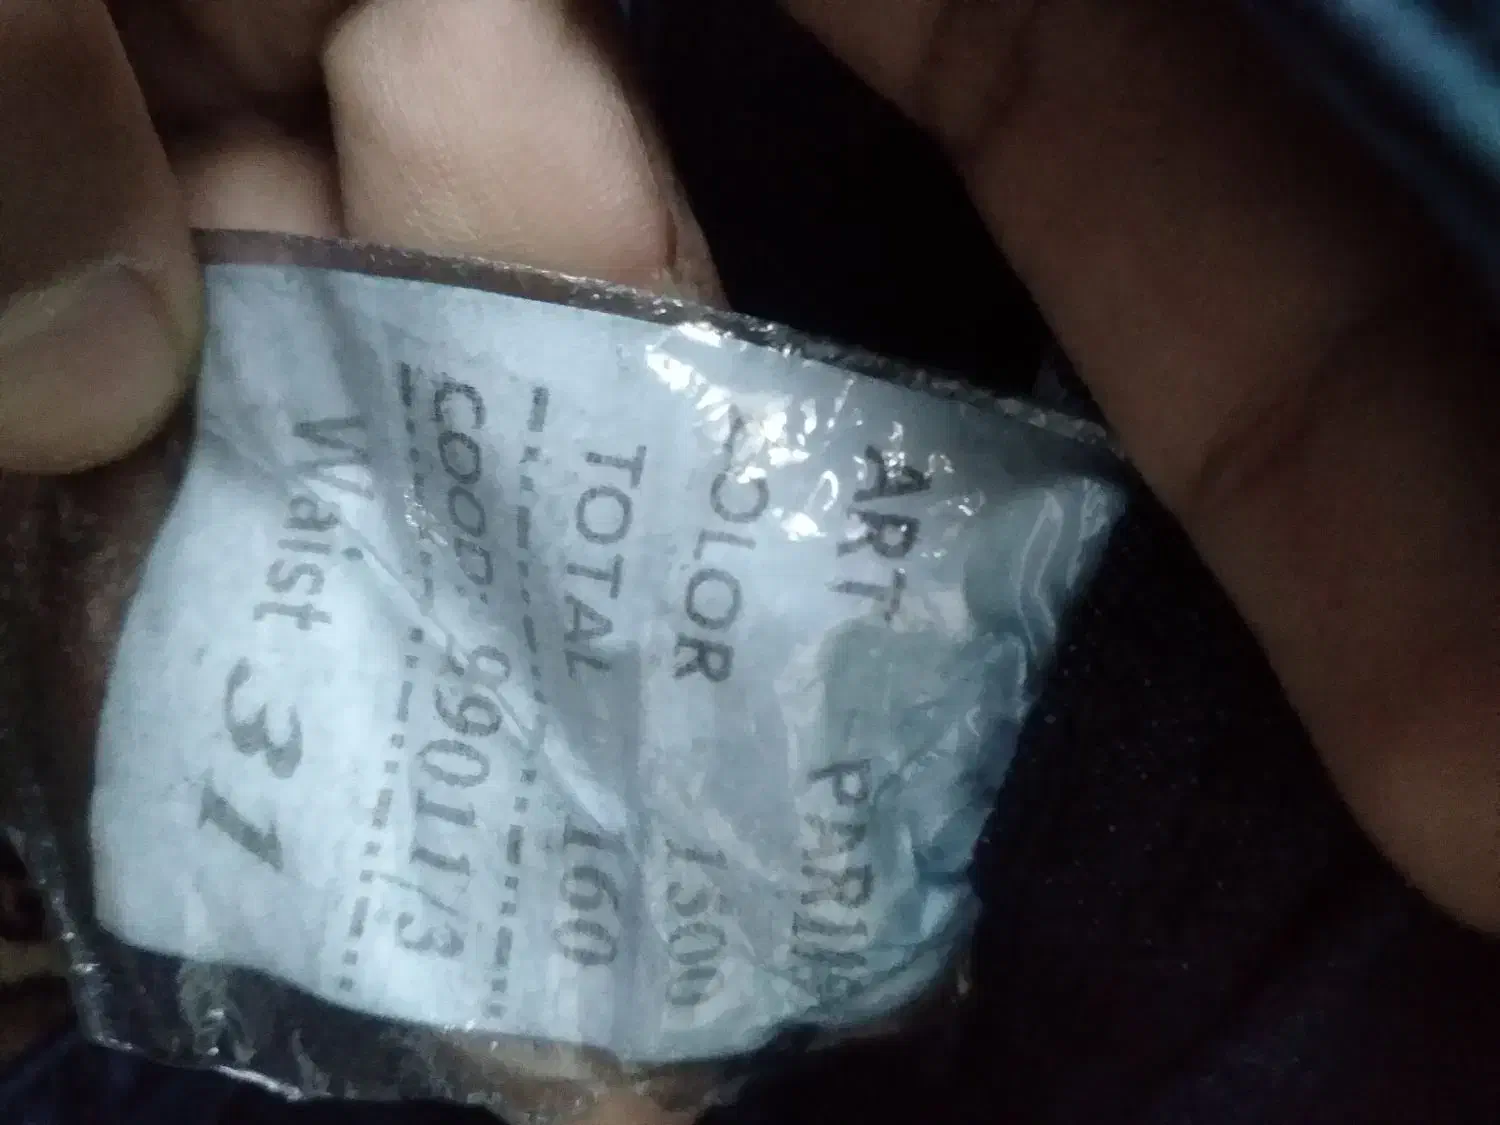 ART PARIS
COLOR 1500
TOTAL 160
COOD: 99011/3
Waist 31